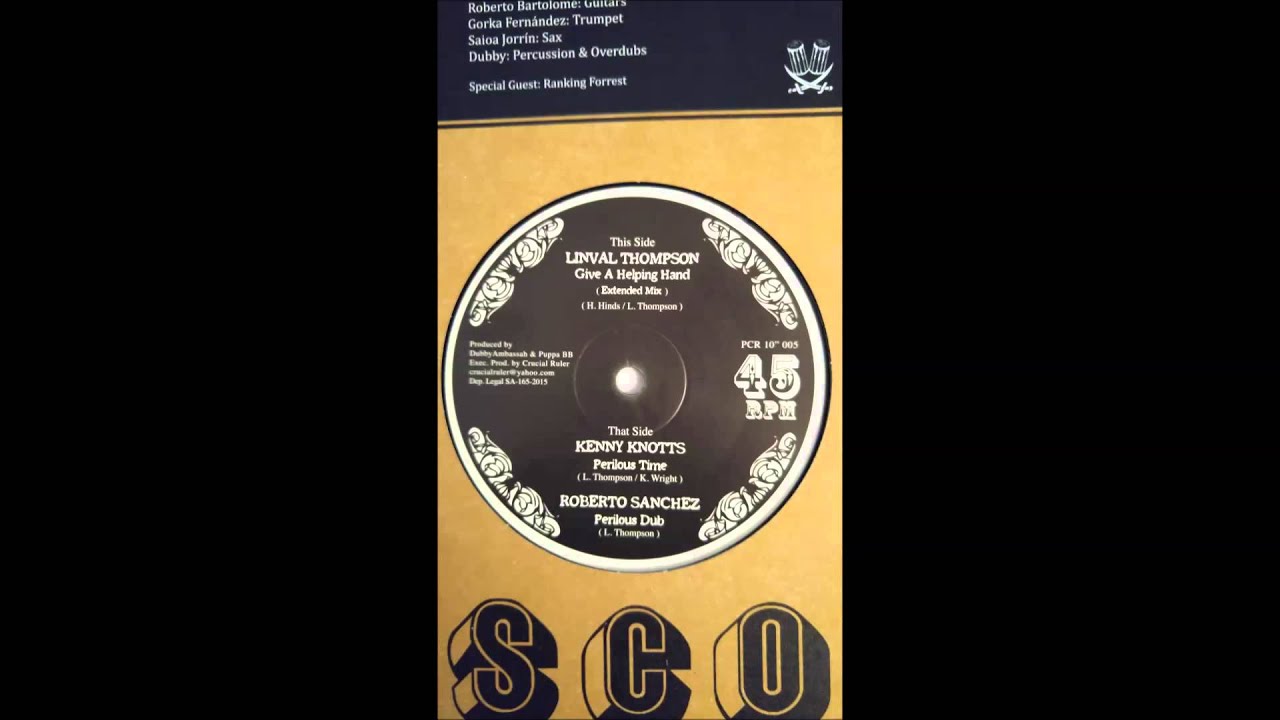 Roberto Bartolomé: Guitars
Gorka Fernández: Trumpet
Saioa Jorrín: Sax
Dubby: Percussion & Overdubs
Special Guest: Ranking Forrest
This Side
LINVAL THOMPSON
Give A Helping Hand
( Extended Mix )
( H. Hinds / L. Thompson )
Produced by
DubbyAmbassah & Puppa BB
Exec. Prod. by Crucial Ruler
crucialruler@yahoo.com
Dep. Legal SA-165-2015
PCR 10" 005
45
RPM
That Side
KENNY KNOTTS
Perilous Time
( L. Thompson / K. Wright )
ROBERTO SANCHEZ
Perilous Dub
( L. Thompson )
SCO